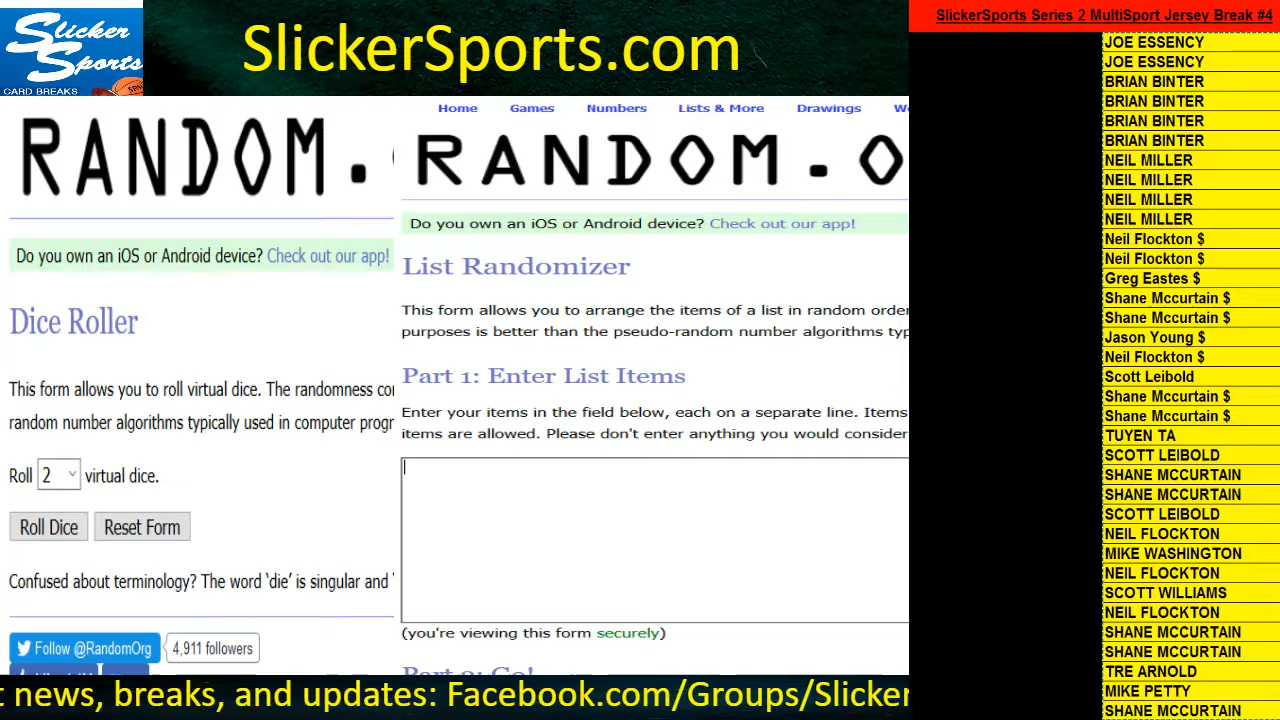 Slicker
Sports
CARD BREAKS
SlickerSports.com
SlickerSports Series 2 MultiSport Jersey Break #4
RANDOM.
Do you own an iOS or Android device? Check out our app!
Dice Roller
This form allows you to roll virtual dice. The randomness co
random number algorithms typically used in computer progr
Roll 2 virtual dice.
Roll Dice Reset Form
Confused about terminology? The word 'die' is singular and
Follow @RandomOrg 4,911 followers
Home Games Numbers Lists & More Drawings W
RANDOM.O
Do you own an iOS or Android device? Check out our app!
List Randomizer
This form allows you to arrange the items of a list in random order
purposes is better than the pseudo-random number algorithms typ
Part 1: Enter List Items
Enter your items in the field below, each on a separate line. Items
items are allowed. Please don't enter anything you would consider
(you're viewing this form securely)
Part 2: Go!
JOE ESSENCY
JOE ESSENCY
BRIAN BINTER
BRIAN BINTER
BRIAN BINTER
BRIAN BINTER
NEIL MILLER
NEIL MILLER
NEIL MILLER
NEIL MILLER
Neil Flockton $
Neil Flockton $
Greg Eastes $
Shane Mccurtain $
Shane Mccurtain $
Jason Young $
Neil Flockton $
Scott Leibold
Shane Mccurtain $
Shane Mccurtain $
TUYEN TA
SCOTT LEIBOLD
SHANE MCCURTAIN
SHANE MCCURTAIN
SCOTT LEIBOLD
NEIL FLOCKTON
MIKE WASHINGTON
NEIL FLOCKTON
SCOTT WILLIAMS
NEIL FLOCKTON
SHANE MCCURTAIN
SHANE MCCURTAIN
TRE ARNOLD
MIKE PETTY
SHANE MCCURTAIN
t news, breaks, and updates: Facebook.com/Groups/Slicker